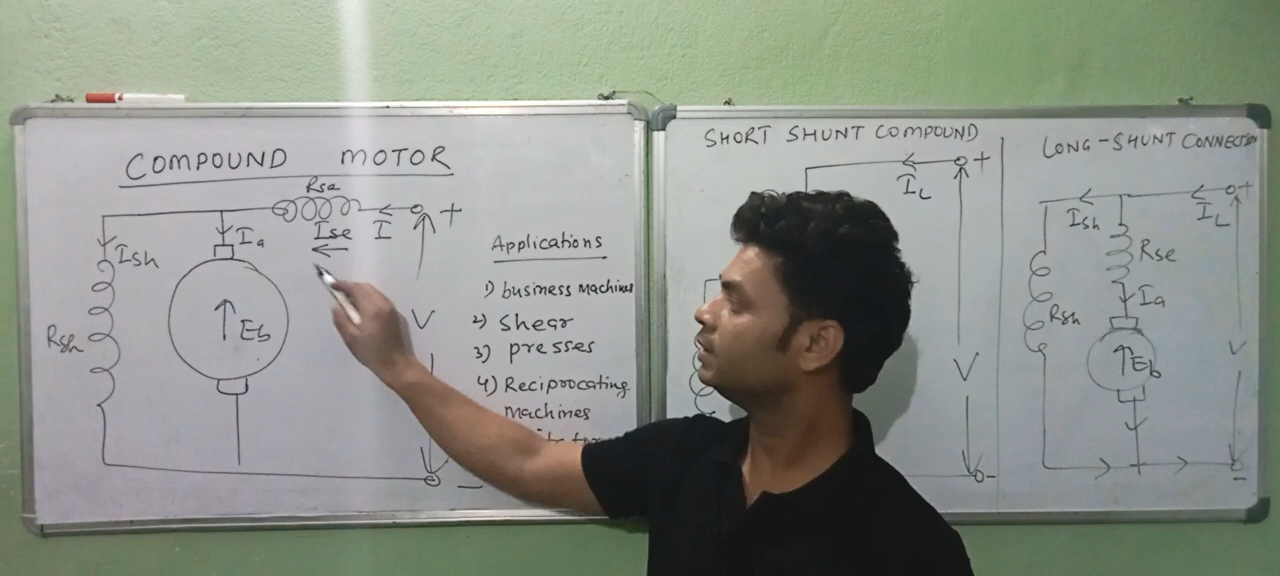 COMPOUND MOTOR
Rse
Ise
I
+
Ia
Ish
Rsh
Eb
V
−
Applications
1) business machines
2) Shear
3) presses
4) Reciprocating
machines
SHORT SHUNT COMPOUND
+
IL
V
-
LONG-SHUNT CONNECTION
+
IL
Ish
Rse
Ia
Rsh
Eb
V
-